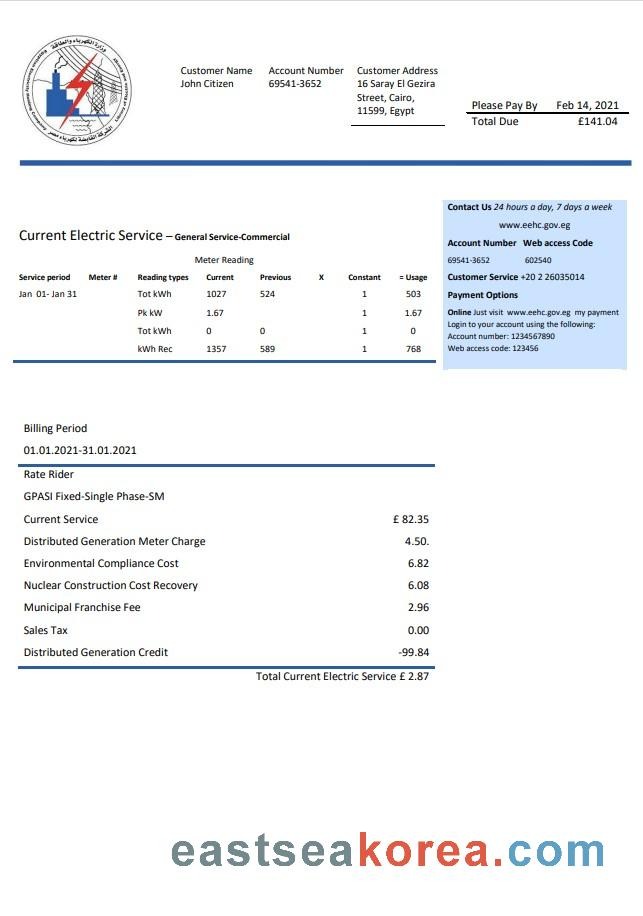 وزارة الكهرباء والطاقة
الشركة القابضة لكهرباء مصر
Customer Name Account Number Customer Address
John Citizen 69541-3652 16 Saray El Gezira
Street, Cairo,
11599, Egypt
Please Pay By Feb 14, 2021
Total Due £141.04
Contact Us 24 hours a day, 7 days a week
www.eehc.gov.eg
Account Number Web access Code
69541-3652 602540
Customer Service +20 2 26035014
Payment Options
Online Just visit www.eehc.gov.eg my payment
Login to your account using the following:
Account number: 1234567890
Web access code: 123456
Current Electric Service – General Service-Commercial
Meter Reading
Service period Meter # Reading types Current Previous X Constant = Usage
Jan 01- Jan 31 Tot kWh 1027 524 1 503
Pk kW 1.67 1 1.67
Tot kWh 0 0 1 0
kWh Rec 1357 589 1 768
Billing Period
01.01.2021-31.01.2021
Rate Rider
GPASI Fixed-Single Phase-SM
Current Service £ 82.35
Distributed Generation Meter Charge 4.50.
Environmental Compliance Cost 6.82
Nuclear Construction Cost Recovery 6.08
Municipal Franchise Fee 2.96
Sales Tax 0.00
Distributed Generation Credit -99.84
Total Current Electric Service £ 2.87
eastseakorea.com